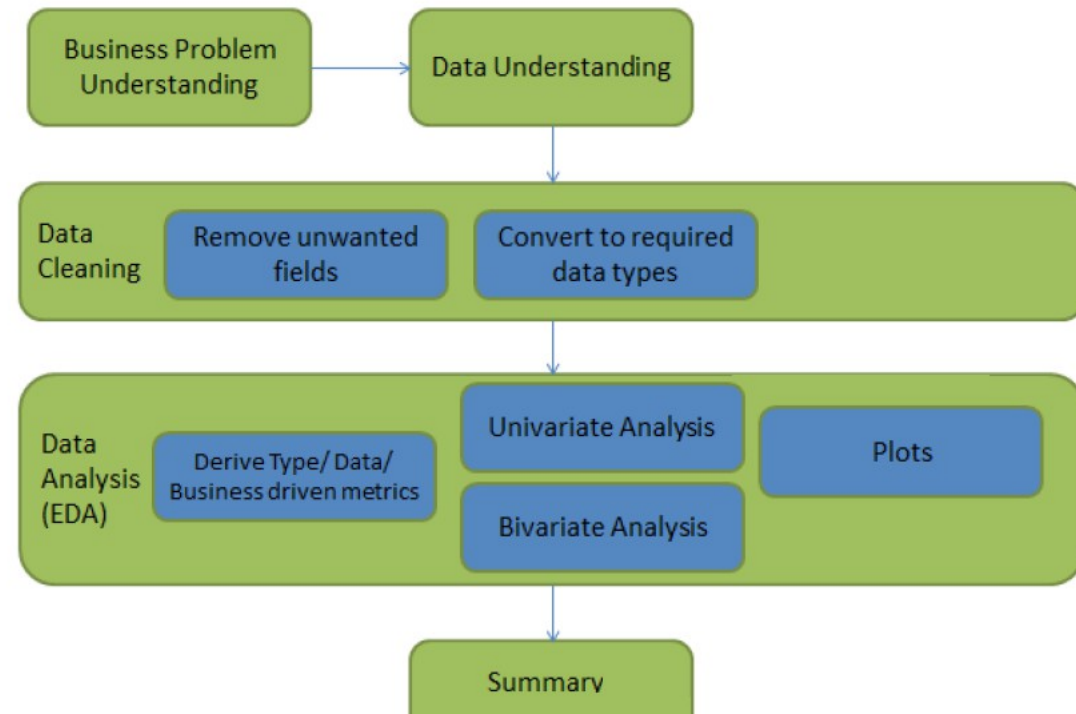 Business Problem
Understanding
Data Understanding
Data
Cleaning
Remove unwanted
fields
Convert to required
data types
Data
Analysis
(EDA)
Derive Type/ Data/
Business driven metrics
Univariate Analysis
Bivariate Analysis
Plots
Summary